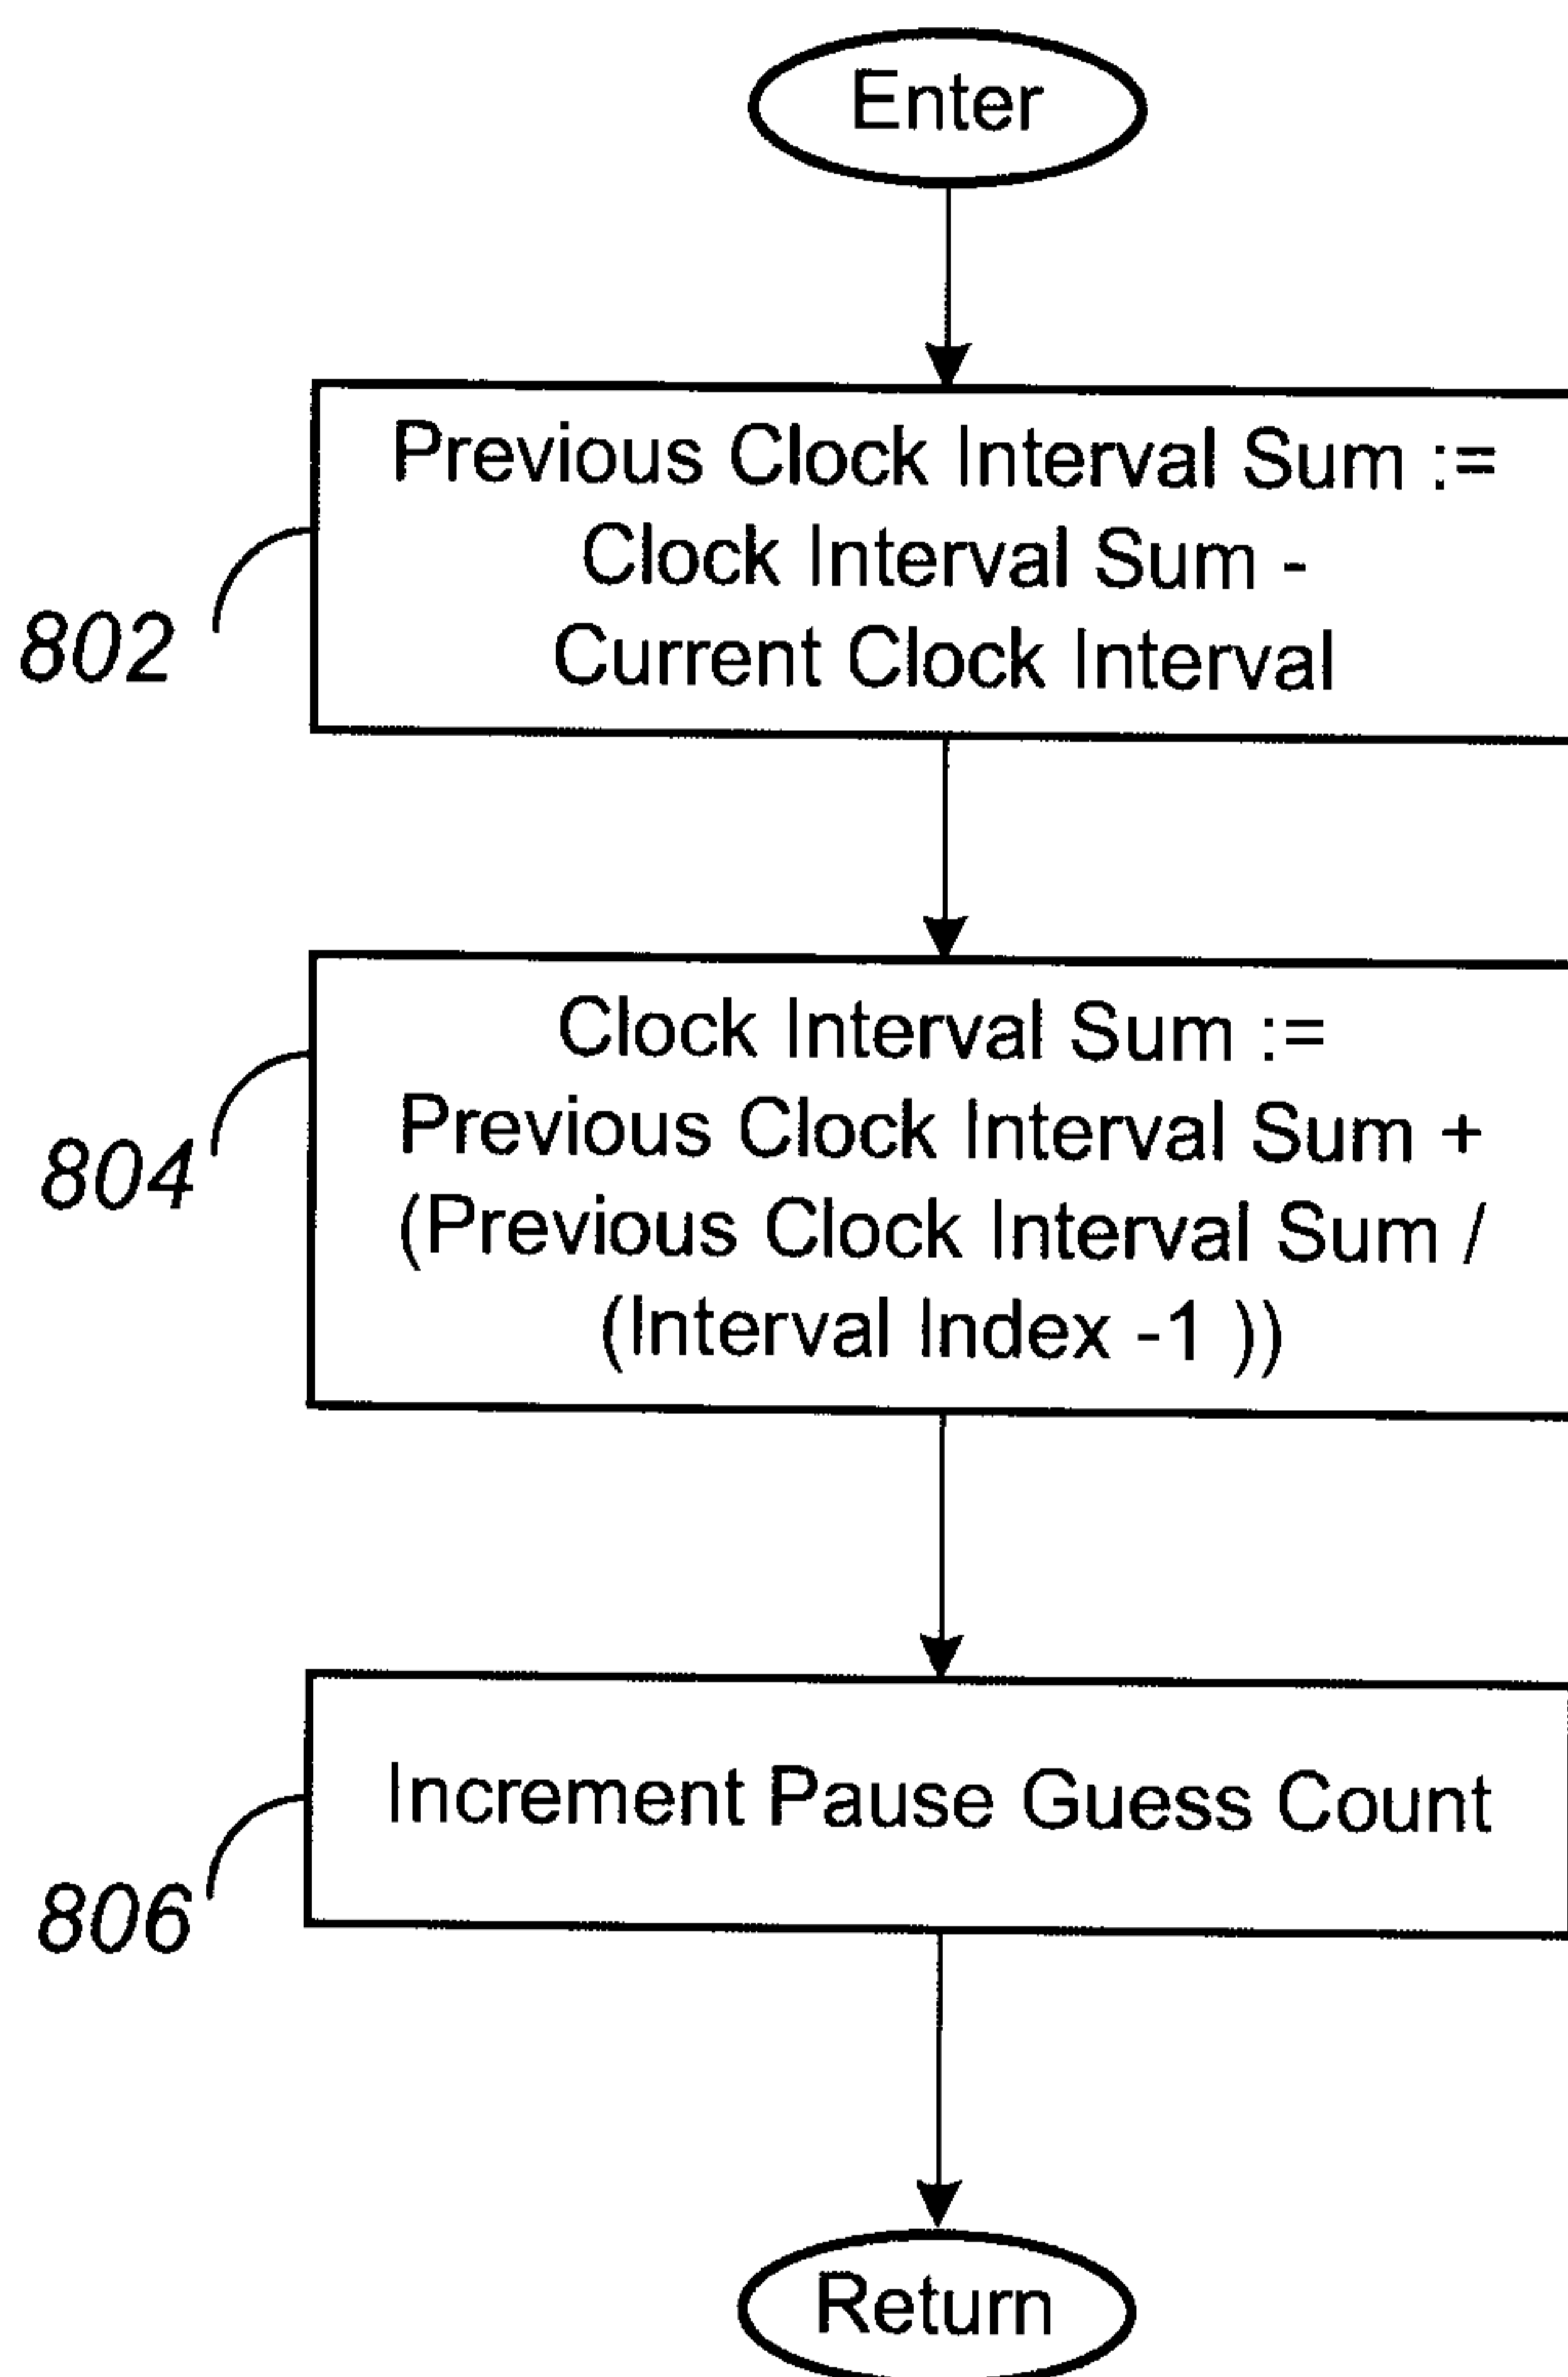 Enter
Previous Clock Interval Sum :=
Clock Interval Sum -
Current Clock Interval
802
Clock Interval Sum :=
Previous Clock Interval Sum +
(Previous Clock Interval Sum /
(Interval Index -1 ))
804
Increment Pause Guess Count
806
Return